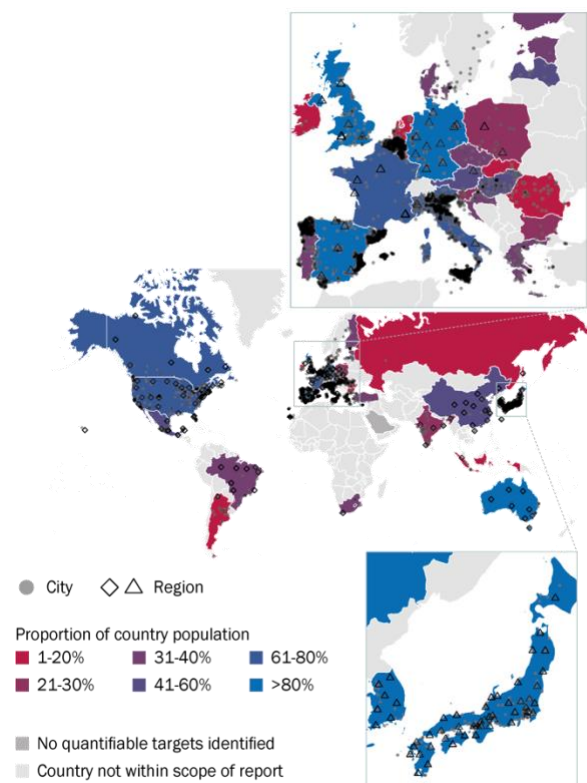 City
Region
Proportion of country population
1-20%
31-40%
61-80%
21-30%
41-60%
>80%
No quantifiable targets identified
Country not within scope of report